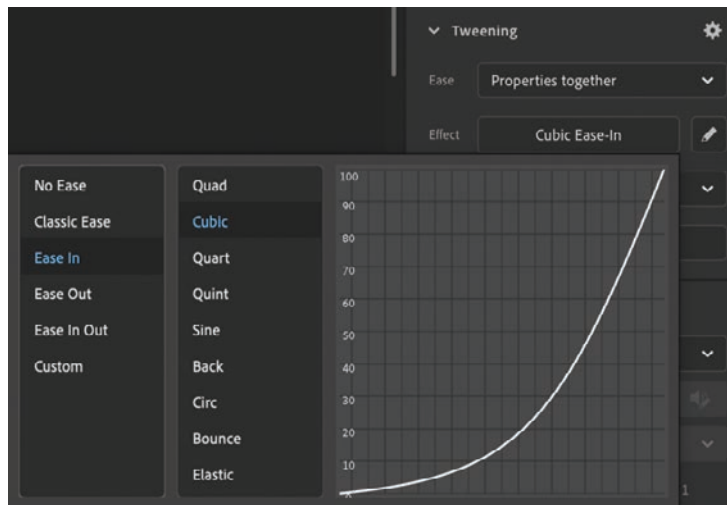 Tweening
Ease Properties together
Effect Cubic Ease-In
No Ease
Classic Ease
Ease In
Ease Out
Ease In Out
Custom
Quad
Cubic
Quart
Quint
Sine
Back
Circ
Bounce
Elastic
100
90
80
70
60
50
40
30
20
10
1